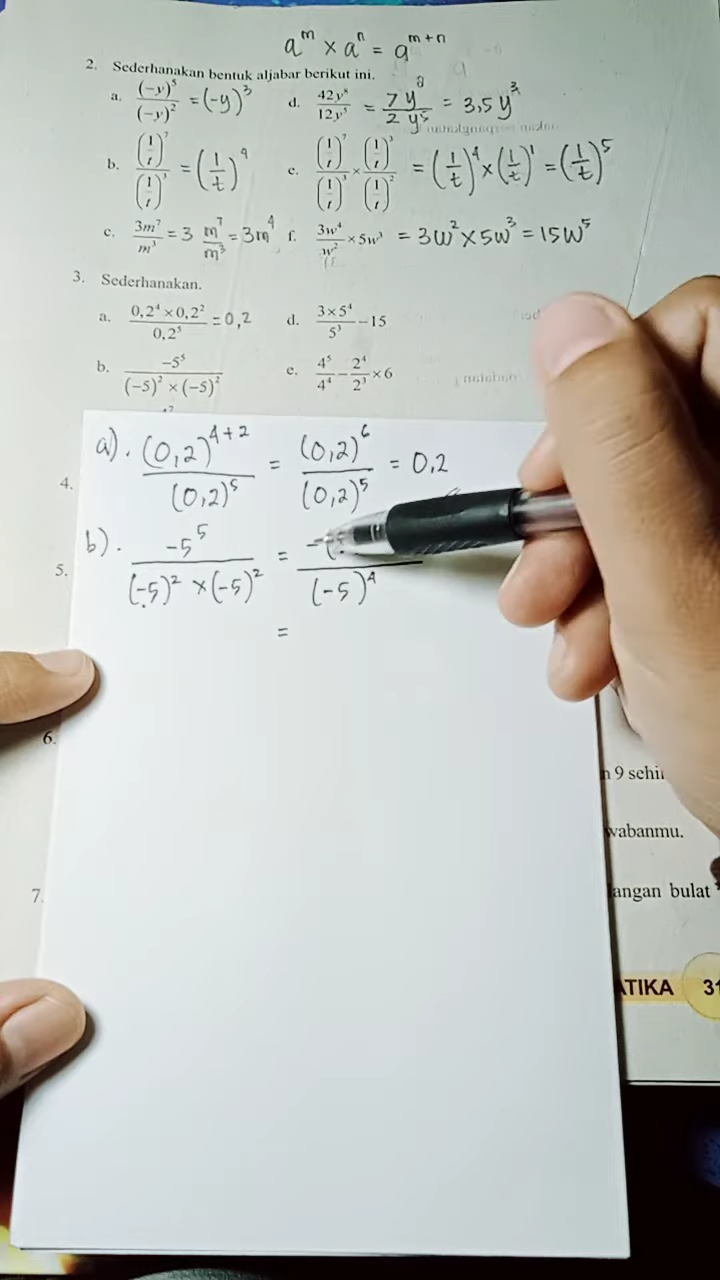 a^m × a^n = a^{m+n}
2. Sederhanakan bentuk aljabar berikut ini.
a. (-y)^5/(-y)^2 = (-y)^3
d. 42y^8/12y^5 = 7y^8/2y^5 = 3,5y^3
b. (1/t)^7/(1/t)^3 = (1/t)^4
e. (1/t)^7/(1/t)^3 × (1/t)^3/(1/t)^2 = (1/t)^4 × (1/t)^1 = (1/t)^5
c. 3m^7/m^3 = 3 m^7/m^3 = 3m^4
f. 3w^4/w^2 × 5w^3 = 3w^2 × 5w^3 = 15w^5
3. Sederhanakan.
a. 0,2^4 × 0,2^2/0,2^5 = 0,2
d. 3 × 5^4/5^3 − 15
b. -5^5/(-5)^2 × (-5)^2
e. 4^5/4^4 − 2^4/2^3 × 6
a). (0,2)^{4+2}/(0,2)^5 = (0,2)^6/(0,2)^5 = 0,2
4.
b). -5^5/(-5)^2 × (-5)^2 = -(/(-5)^4
5.
=
6.
9 sehi
wabanmu.
7.
angan bulat
TIKA 31